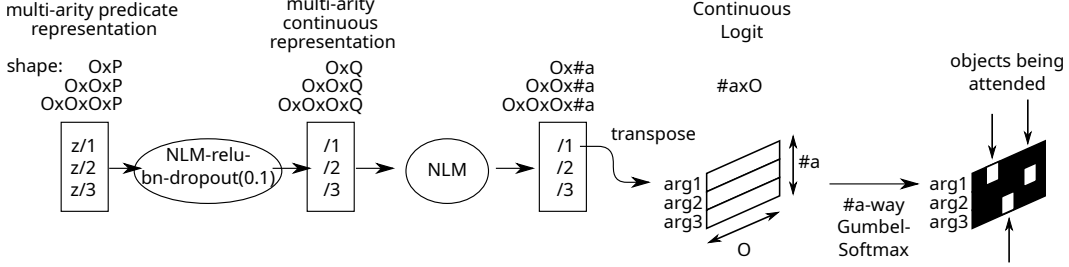 multi-arity predicate
representation
shape: OxP
OxOxP
OxOxOxP
z/1
z/2
z/3
NLM-relu-
bn-dropout(0.1)
multi-arity
continuous
representation
OxQ
OxOxQ
OxOxOxQ
/1
/2
/3
NLM
Ox#a
OxOx#a
OxOxOx#a
/1
/2
/3
transpose
Continuous
Logit
#axO
arg1
arg2
arg3
#a
O
#a-way
Gumbel-
Softmax
objects being
attended
arg1
arg2
arg3